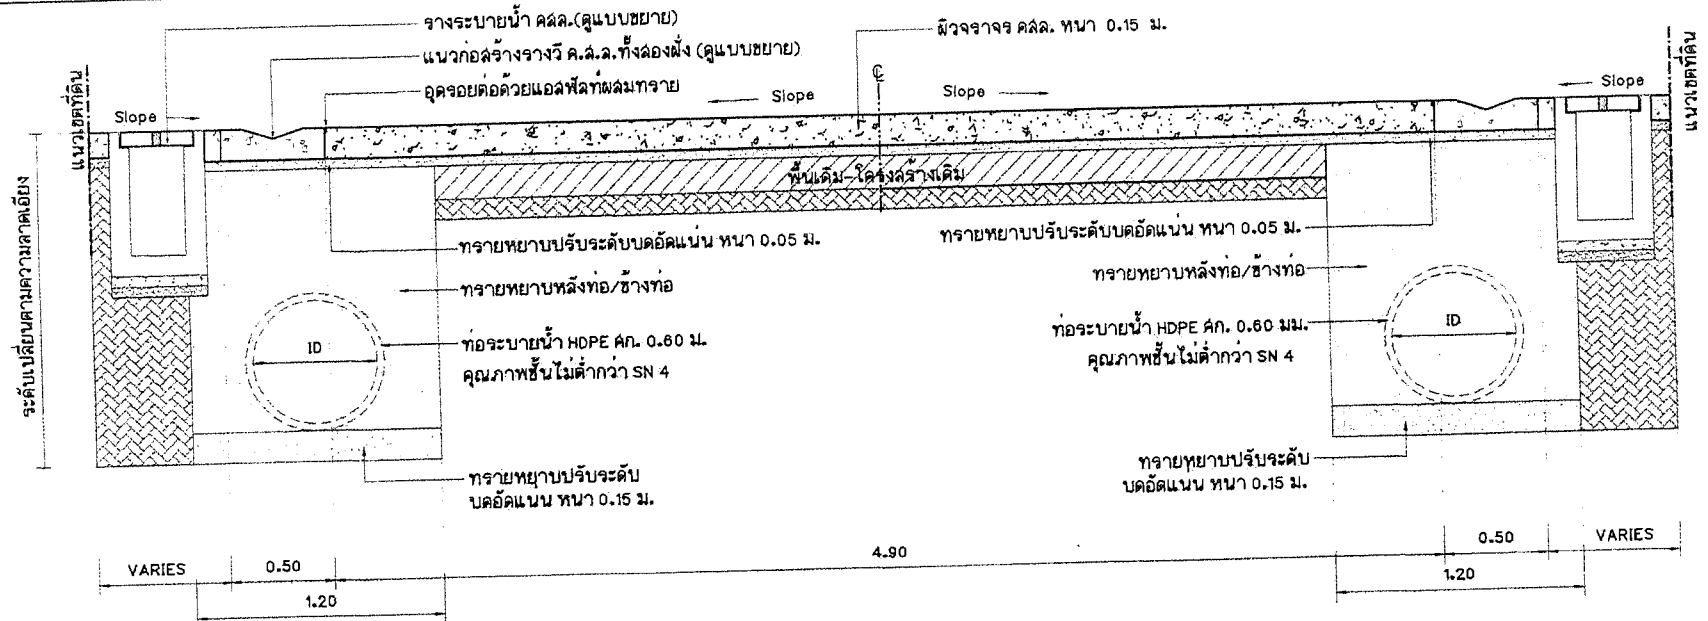 รางระบายน้ำ คสล.(ดูแบบขยาย)
แนวก่อสร้างรางวี ค.ส.ล.ทั้งสองฝั่ง (ดูแบบขยาย)
อุดรอยต่อด้วยแอสฟัลท์ผสมทราย
ผิวจราจร คสล. หนา 0.15 ม.
แนวเขตที่ดิน
Slope
Slope
℄
Slope
Slope
แนวเขตที่ดิน
พื้นเดิม-โครงสร้างเดิม
ระดับเปลี่ยนตามความลาดเอียง
ทรายหยาบปรับระดับบดอัดแน่น หนา 0.05 ม.
ทรายหยาบปรับระดับบดอัดแน่น หนา 0.05 ม.
ทรายหยาบหลังท่อ/ข้างท่อ
ทรายหยาบหลังท่อ/ข้างท่อ
ID
ท่อระบายน้ำ HDPE ศก. 0.60 ม.
คุณภาพชั้นไม่ต่ำกว่า SN 4
ท่อระบายน้ำ HDPE ศก. 0.60 มม.
คุณภาพชั้นไม่ต่ำกว่า SN 4
ID
ทรายหยาบปรับระดับ
บดอัดแนน หนา 0.15 ม.
ทรายหยาบปรับระดับ
บดอัดแนน หนา 0.15 ม.
VARIES
0.50
4.90
0.50
VARIES
1.20
1.20